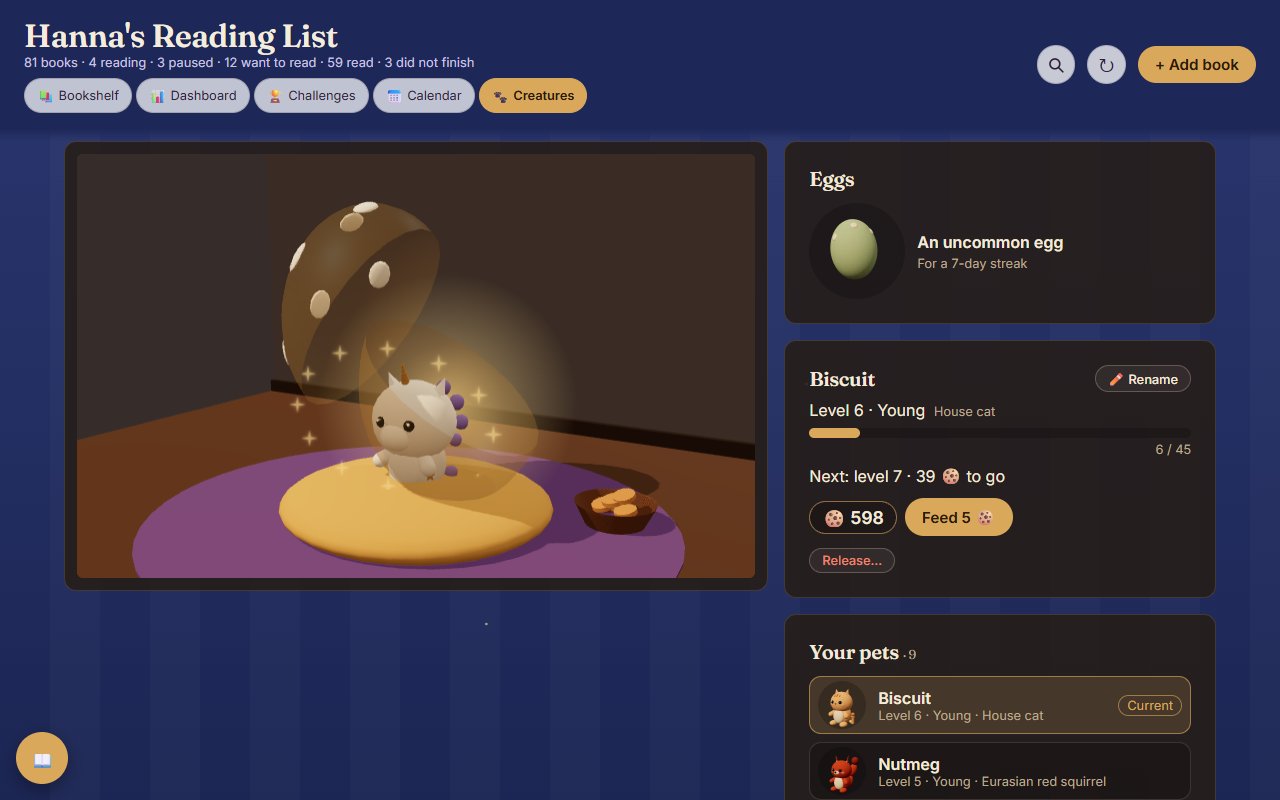 Hanna's Reading List
81 books · 4 reading · 3 paused · 12 want to read · 59 read · 3 did not finish
Bookshelf
Dashboard
Challenges
Calendar
Creatures
+ Add book
Eggs
An uncommon egg
For a 7-day streak
Biscuit
Rename
Level 6 · Young House cat
6 / 45
Next: level 7 · 39 to go
598
Feed 5
Release...
Your pets · 9
Biscuit
Level 6 · Young · House cat
Current
Nutmeg
Level 5 · Young · Eurasian red squirrel